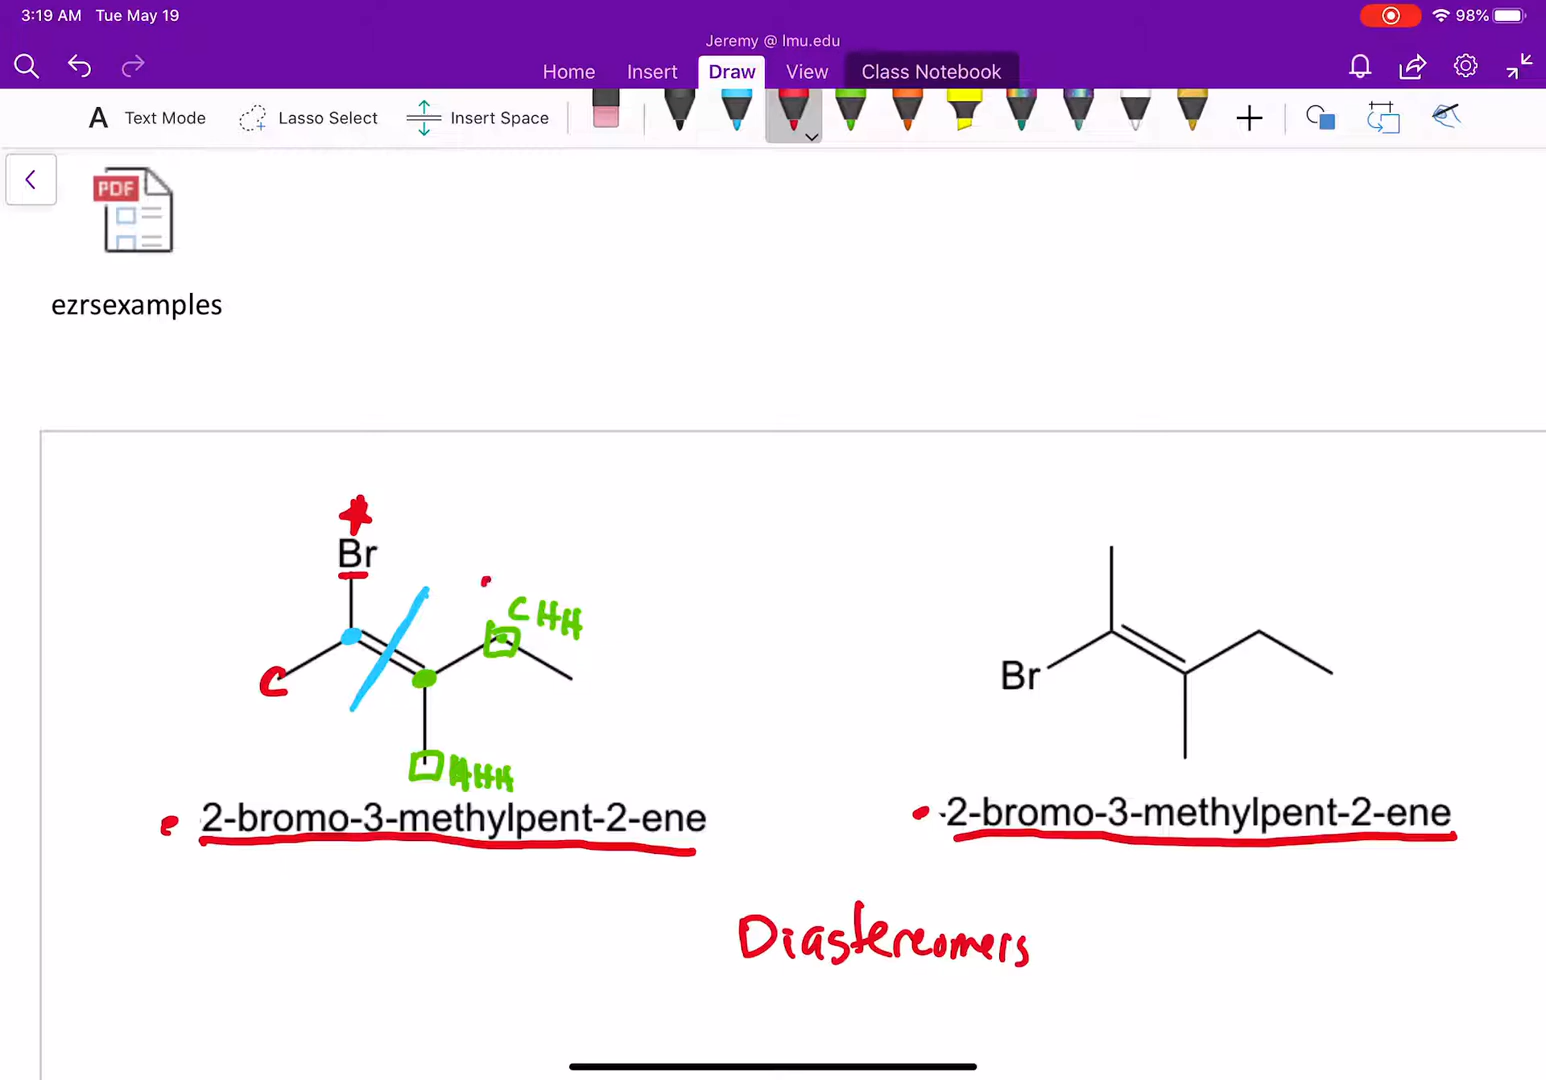 3:19 AM Tue May 19
98%
Jeremy @ lmu.edu
Home Insert Draw View Class Notebook
A Text Mode Lasso Select Insert Space
PDF
ezrsexamples
Br
C H H
C
H H H
Br
2-bromo-3-methylpent-2-ene
2-bromo-3-methylpent-2-ene
Diastereomers